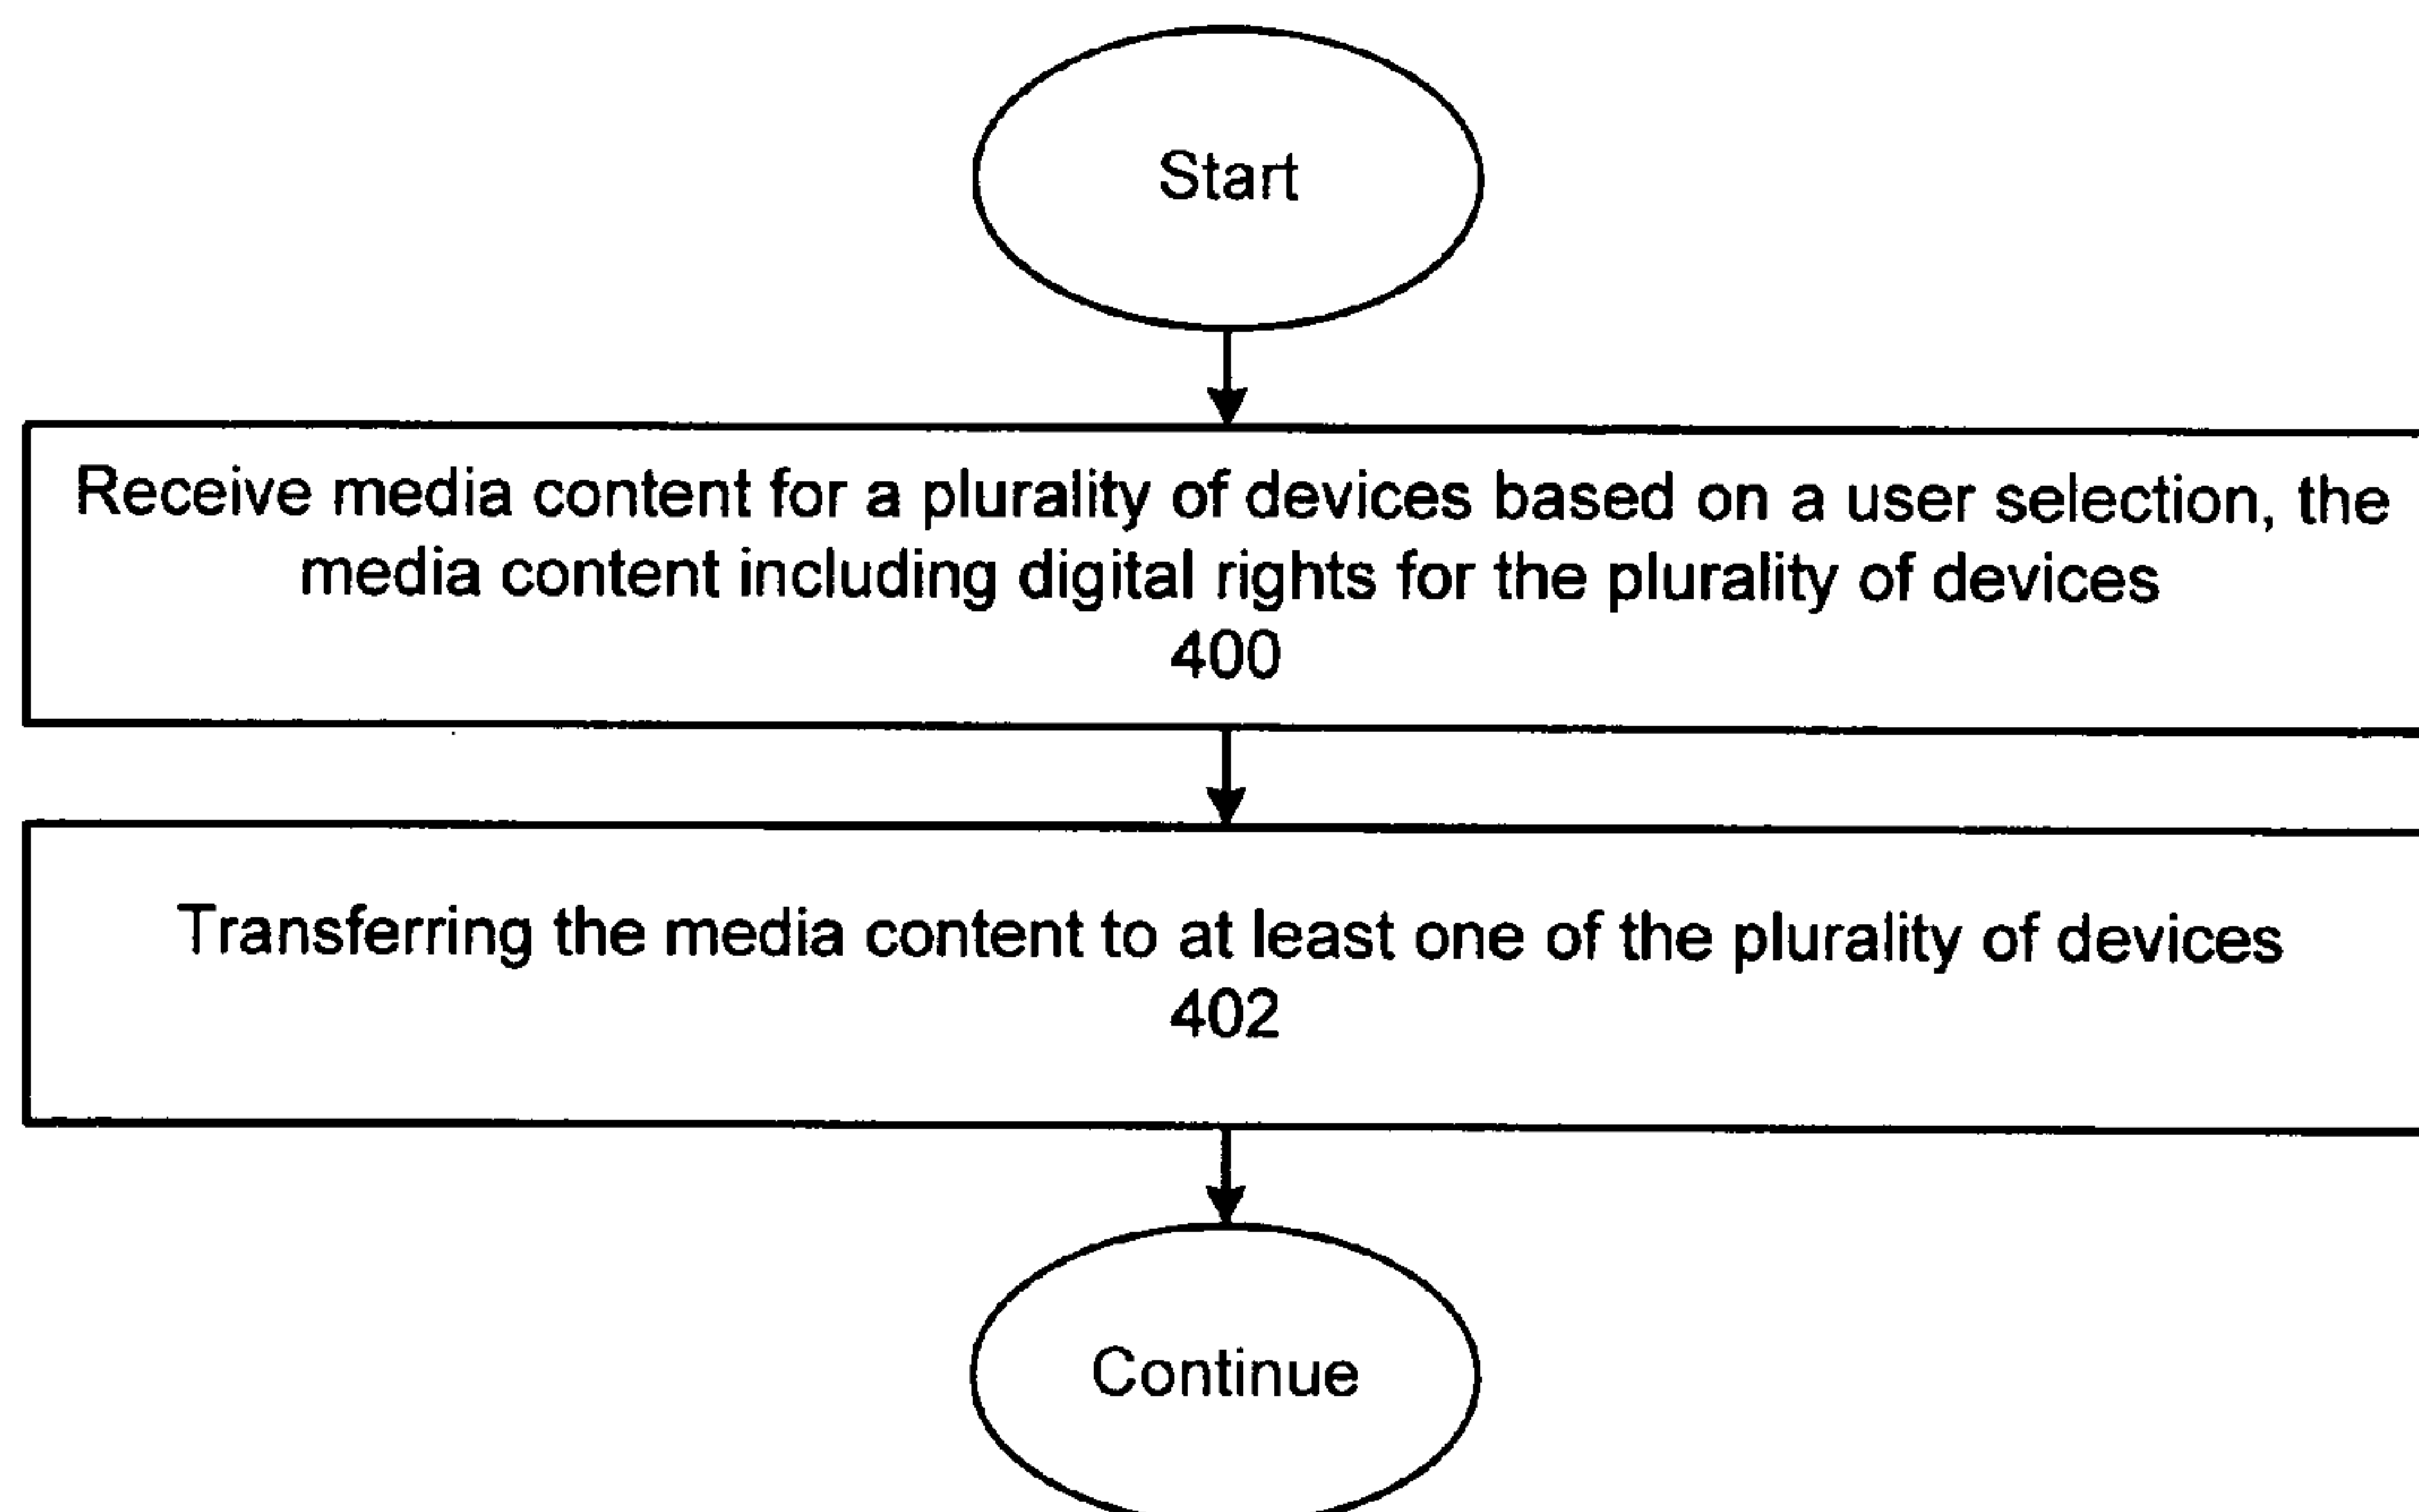 Start
Receive media content for a plurality of devices based on a user selection, the
media content including digital rights for the plurality of devices
400
Transferring the media content to at least one of the plurality of devices
402
Continue